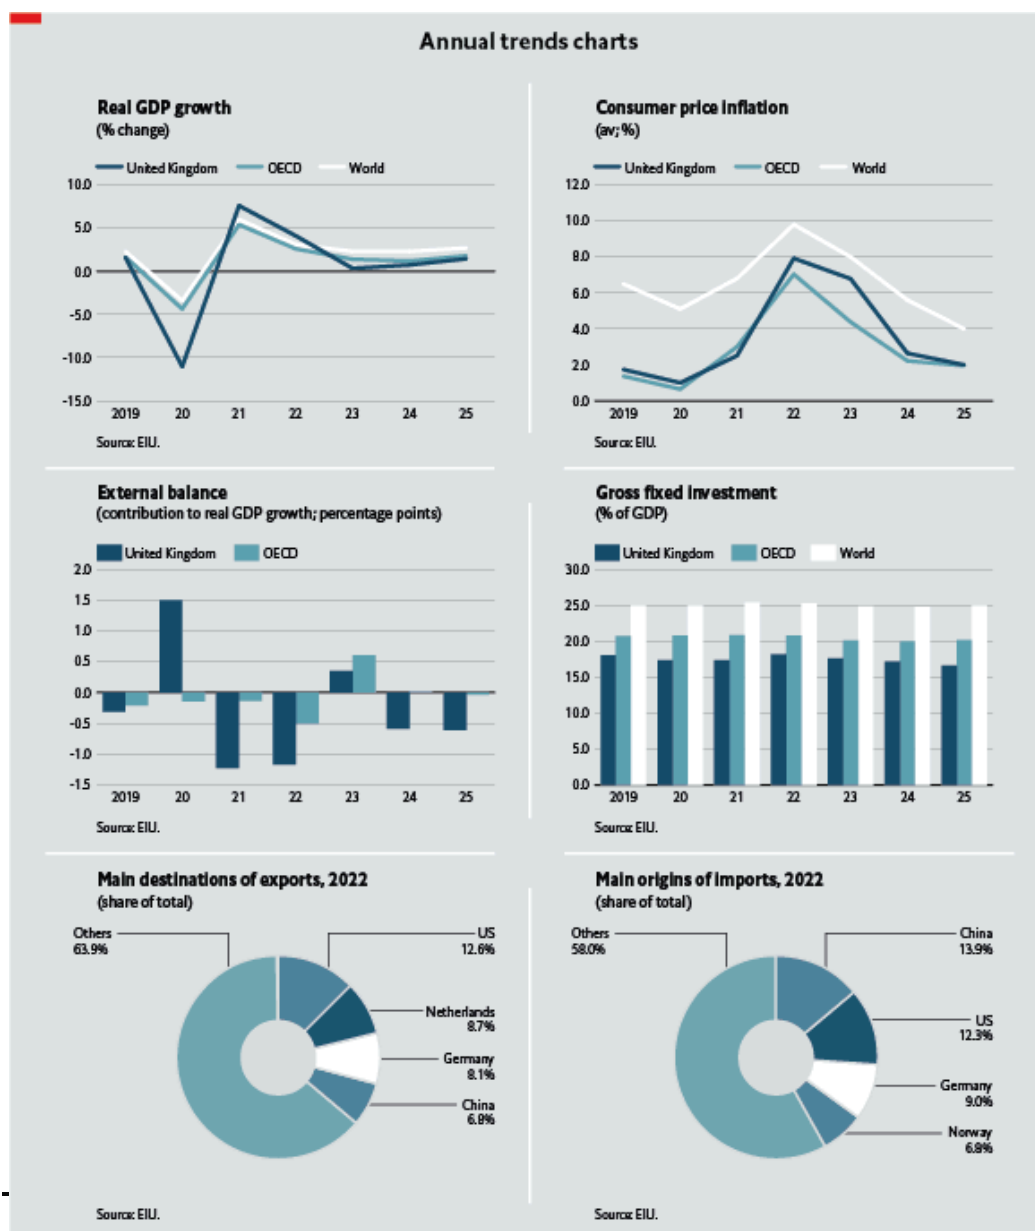 Annual trends charts
Real GDP growth
(% change)
United Kingdom OECD World
10.0
5.0
0.0
-5.0
-10.0
-15.0
2019 20 21 22 23 24 25
Source: EIU.
Consumer price inflation
(av; %)
United Kingdom OECD World
12.0
10.0
8.0
6.0
4.0
2.0
0.0
2019 20 21 22 23 24 25
Source: EIU.
External balance
(contribution to real GDP growth; percentage points)
United Kingdom OECD
2.0
1.5
1.0
0.5
0.0
-0.5
-1.0
-1.5
2019 20 21 22 23 24 25
Source: EIU.
Gross fixed investment
(% of GDP)
United Kingdom OECD World
30.0
25.0
20.0
15.0
10.0
5.0
0.0
2019 20 21 22 23 24 25
Source: EIU.
Main destinations of exports, 2022
(share of total)
Others
63.9%
US
12.6%
Netherlands
8.7%
Germany
8.1%
China
6.8%
Source: EIU.
Main origins of imports, 2022
(share of total)
Others
58.0%
China
13.9%
US
12.3%
Germany
9.0%
Norway
6.8%
Source: EIU.